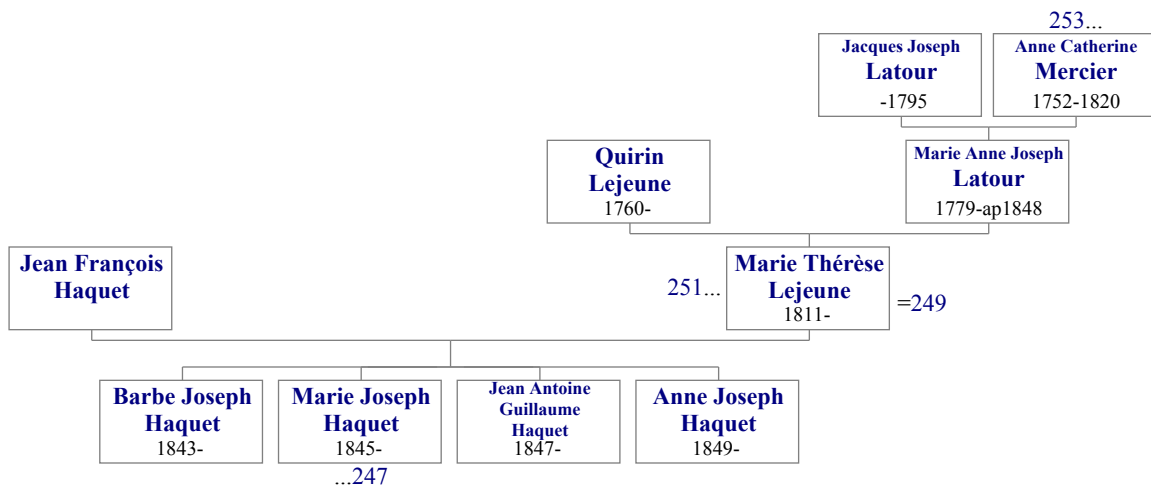 253...
Jacques Joseph
Latour
-1795
Anne Catherine
Mercier
1752-1820
Quirin
Lejeune
1760-
Marie Anne Joseph
Latour
1779-ap1848
Jean François
Haquet
251...
Marie Thérèse
Lejeune
1811-
=249
Barbe Joseph
Haquet
1843-
Marie Joseph
Haquet
1845-
...247
Jean Antoine
Guillaume
Haquet
1847-
Anne Joseph
Haquet
1849-